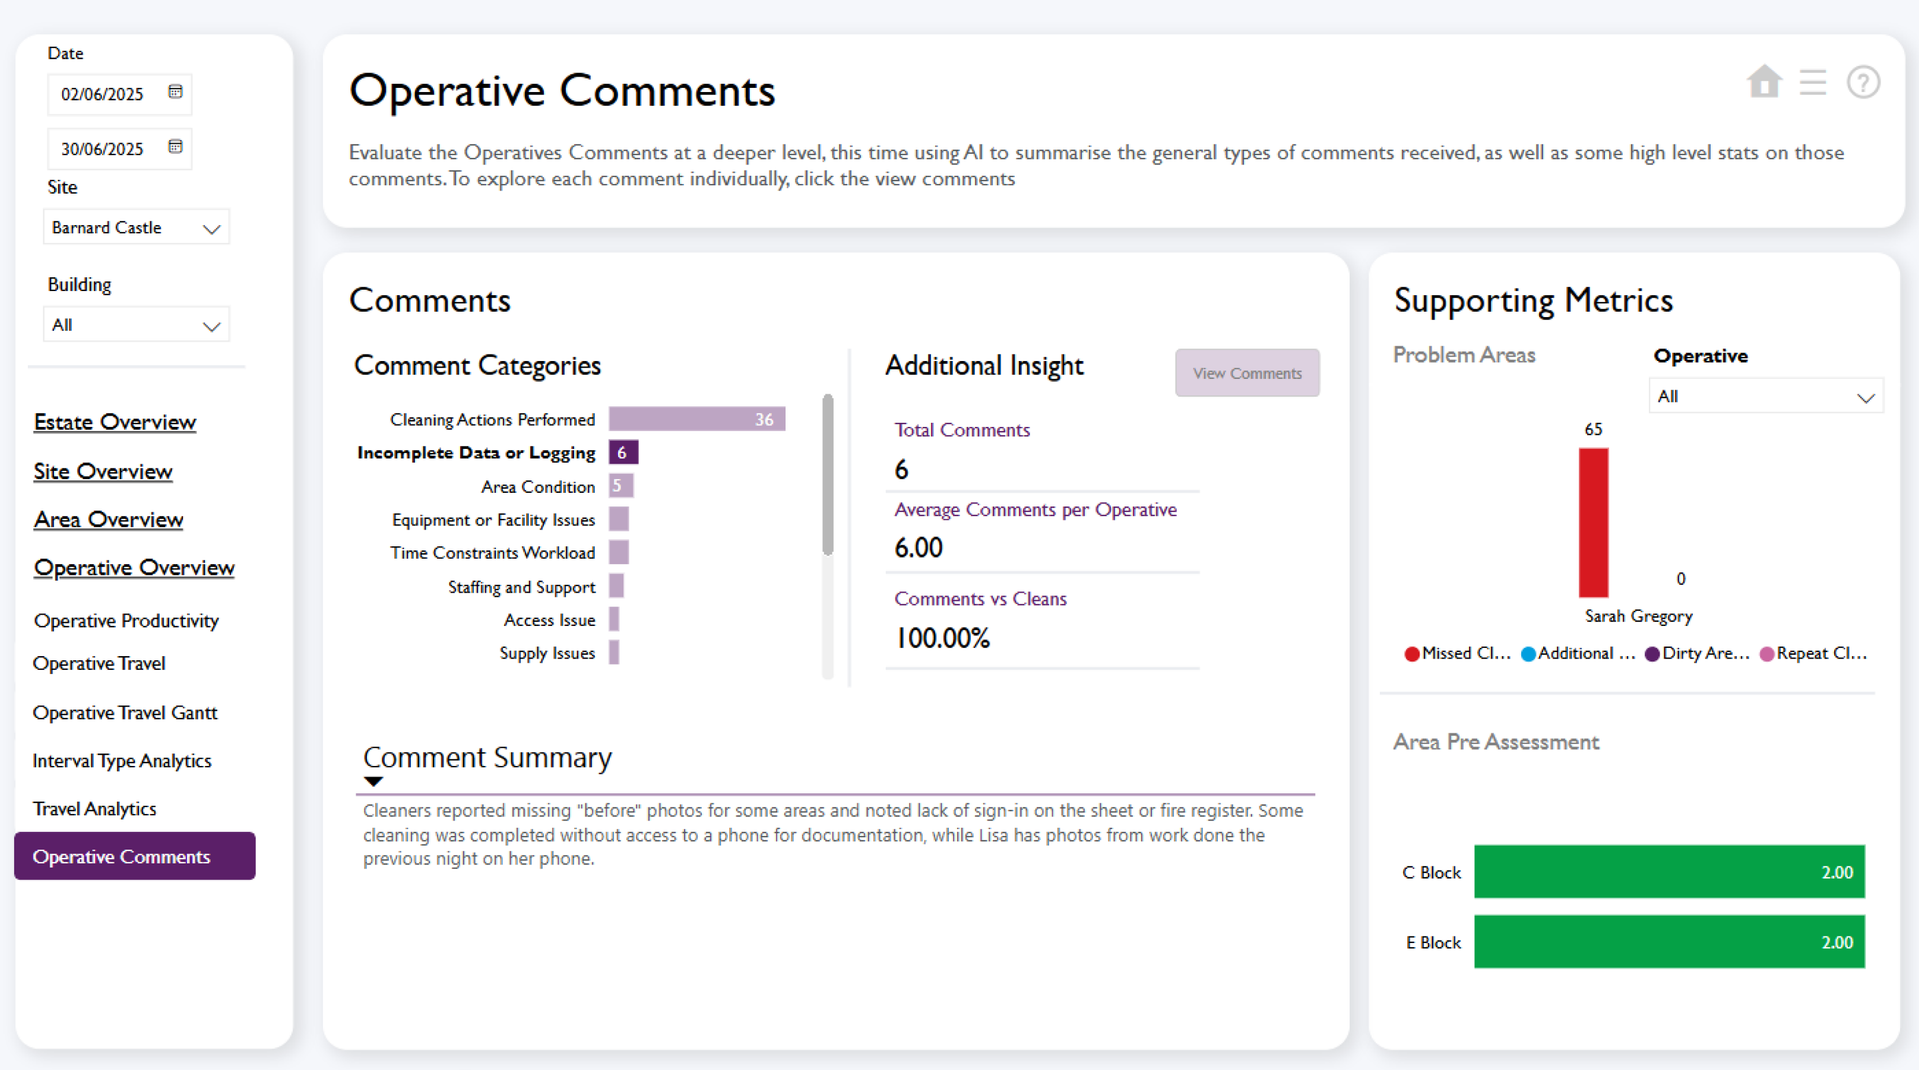 Date
02/06/2025
30/06/2025
Site
Barnard Castle
Building
All
Estate Overview
Site Overview
Area Overview
Operative Overview
Operative Productivity
Operative Travel
Operative Travel Gantt
Interval Type Analytics
Travel Analytics
Operative Comments
Operative Comments
Evaluate the Operatives Comments at a deeper level, this time using AI to summarise the general types of comments received, as well as some high level stats on those
comments. To explore each comment individually, click the view comments
Comments
Comment Categories
Cleaning Actions Performed 36
Incomplete Data or Logging 6
Area Condition 5
Equipment or Facility Issues
Time Constraints Workload
Staffing and Support
Access Issue
Supply Issues
Additional Insight
View Comments
Total Comments
6
Average Comments per Operative
6.00
Comments vs Cleans
100.00%
Comment Summary
Cleaners reported missing "before" photos for some areas and noted lack of sign-in on the sheet or fire register. Some
cleaning was completed without access to a phone for documentation, while Lisa has photos from work done the
previous night on her phone.
Supporting Metrics
Problem Areas
Operative
All
65
0
Sarah Gregory
Missed Cl... Additional ... Dirty Are... Repeat Cl...
Area Pre Assessment
C Block 2.00
E Block 2.00